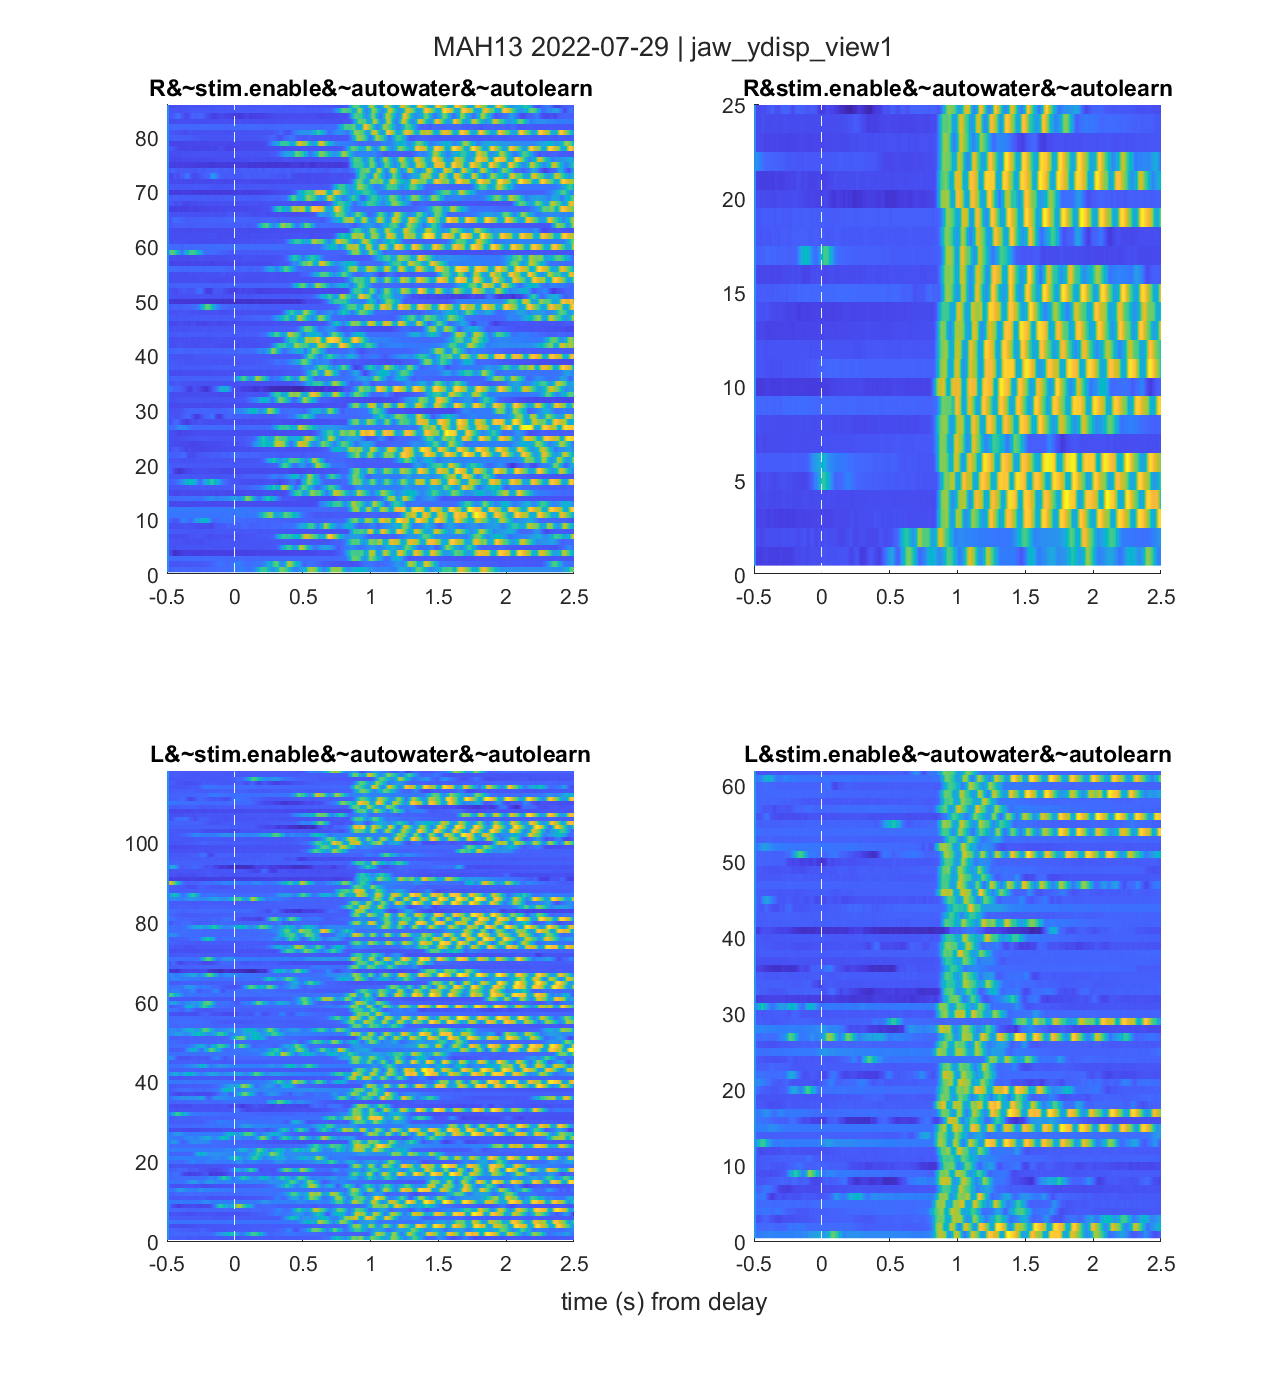 MAH13 2022-07-29 | jaw_ydisp_view1
R&~stim.enable&~autowater&~autolearn
80
70
60
50
40
30
20
10
0
-0.5 0 0.5 1 1.5 2 2.5
R&stim.enable&~autowater&~autolearn
25
20
15
10
5
0
-0.5 0 0.5 1 1.5 2 2.5
L&~stim.enable&~autowater&~autolearn
100
80
60
40
20
0
-0.5 0 0.5 1 1.5 2 2.5
L&stim.enable&~autowater&~autolearn
60
50
40
30
20
10
0
-0.5 0 0.5 1 1.5 2 2.5
time (s) from delay